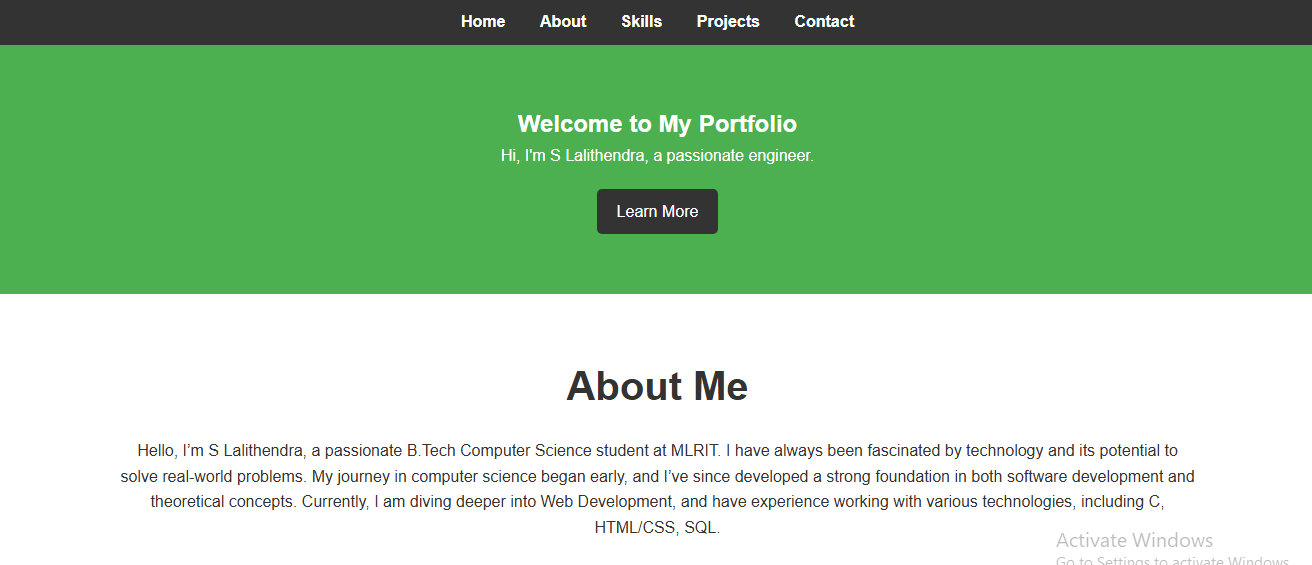 Home About Skills Projects Contact
Welcome to My Portfolio
Hi, I'm S Lalithendra, a passionate engineer.
Learn More
About Me
Hello, I’m S Lalithendra, a passionate B.Tech Computer Science student at MLRIT. I have always been fascinated by technology and its potential to
solve real-world problems. My journey in computer science began early, and I’ve since developed a strong foundation in both software development and
theoretical concepts. Currently, I am diving deeper into Web Development, and have experience working with various technologies, including C,
HTML/CSS, SQL.
Activate Windows
Go to Settings to activate Windows.